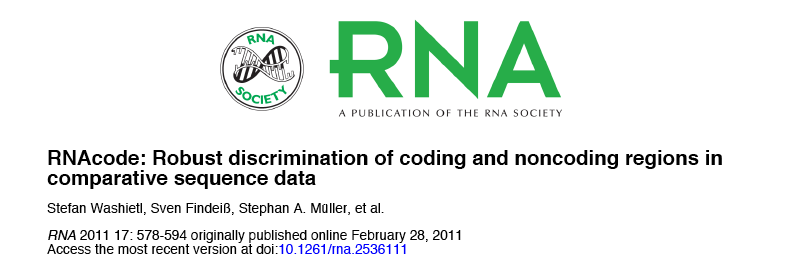 RNA
SOCIETY
RNA
A PUBLICATION OF THE RNA SOCIETY
RNAcode: Robust discrimination of coding and noncoding regions in
comparative sequence data
Stefan Washietl, Sven Findeiß, Stephan A. Müller, et al.
RNA 2011 17: 578-594 originally published online February 28, 2011
Access the most recent version at doi:10.1261/rna.2536111